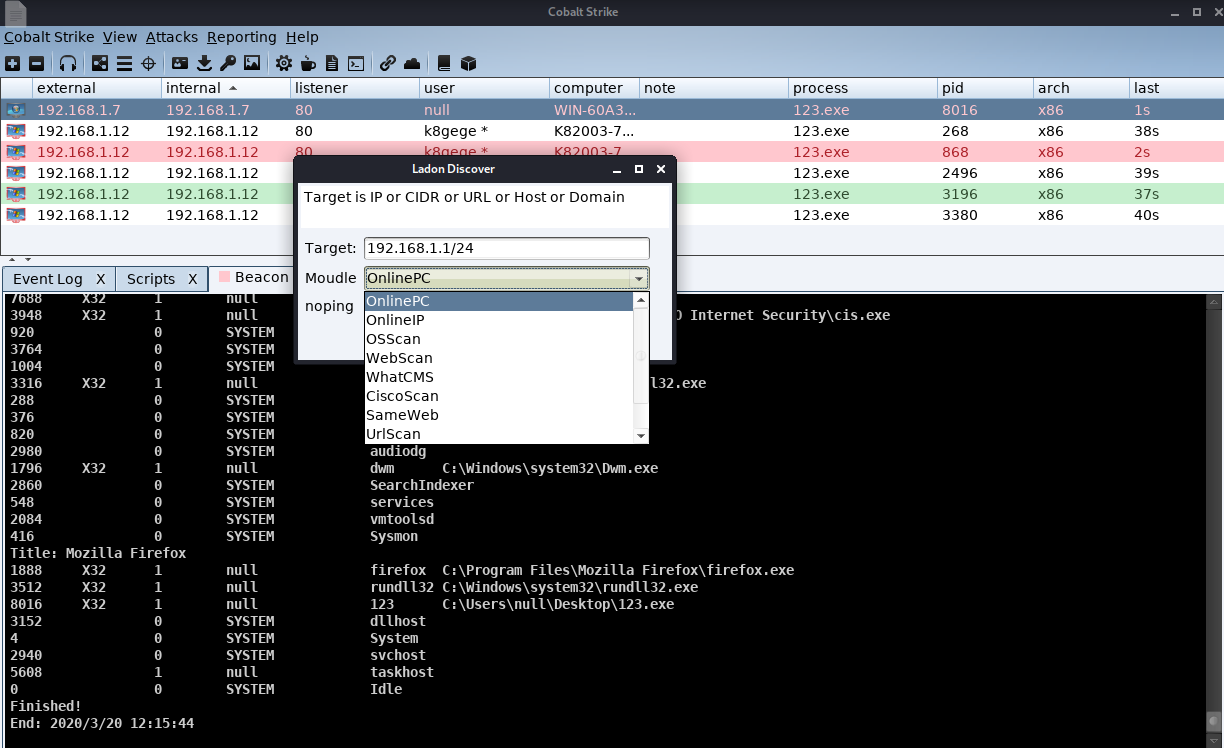 Cobalt Strike
Cobalt Strike View Attacks Reporting Help
external internal listener user computer note process pid arch last
192.168.1.7 192.168.1.7 80 null WIN-60A3... 123.exe 8016 x86 1s
192.168.1.12 192.168.1.12 80 k8gege * K82003-7... 123.exe 268 x86 38s
192.168.1.12 192.168.1.12 80 k8gege * K82003-7 123.exe 868 x86 2s
192.168.1.12 192.168.1.12 123.exe 2496 x86 39s
192.168.1.12 192.168.1.12 123.exe 3196 x86 37s
192.168.1.12 192.168.1.12 123.exe 3380 x86 40s
Ladon Discover
Target is IP or CIDR or URL or Host or Domain
Target: 192.168.1.1/24
Moudle OnlinePC
noping
OnlinePC
OnlineIP
OSScan
WebScan
WhatCMS
CiscoScan
SameWeb
UrlScan
Event Log X Scripts X Beacon
7688 X32 1 null
3948 X32 1 null O Internet Security\cis.exe
920 0 SYSTEM
3764 0 SYSTEM
1004 0 SYSTEM
3316 X32 1 null l32.exe
288 0 SYSTEM
376 0 SYSTEM
820 0 SYSTEM
2980 0 SYSTEM audiodg
1796 X32 1 null dwm C:\Windows\system32\Dwm.exe
2860 0 SYSTEM SearchIndexer
548 0 SYSTEM services
2084 0 SYSTEM vmtoolsd
416 0 SYSTEM Sysmon
Title: Mozilla Firefox
1888 X32 1 null firefox C:\Program Files\Mozilla Firefox\firefox.exe
3512 X32 1 null rundll32 C:\Windows\system32\rundll32.exe
8016 X32 1 null 123 C:\Users\null\Desktop\123.exe
3152 0 SYSTEM dllhost
4 0 SYSTEM System
2940 0 SYSTEM svchost
5608 1 null taskhost
0 0 SYSTEM Idle
Finished!
End: 2020/3/20 12:15:44